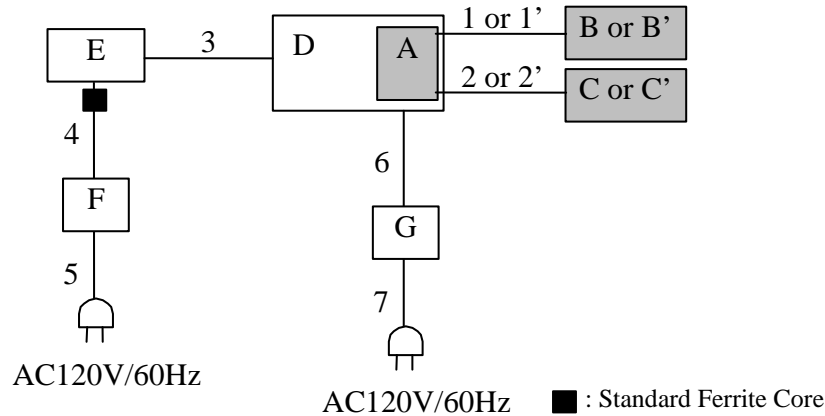 1 or 1’
B or B’
E
3
D
A
2 or 2’
C or C’
4
6
F
G
5
7
AC120V/60Hz
AC120V/60Hz
: Standard Ferrite Core